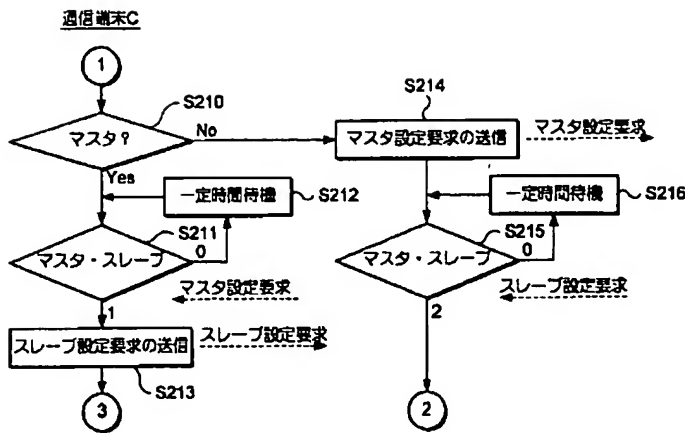 通信端末C
1
S210
マスタ?
No
Yes
S214
マスタ設定要求の送信
マスタ設定要求
一定時間待機
S212
一定時間待機
S216
S211
マスタ・スレーブ
0
S215
マスタ・スレーブ
0
マスタ設定要求
スレーブ設定要求
1
2
スレーブ設定要求の送信
スレーブ設定要求
S213
3
2